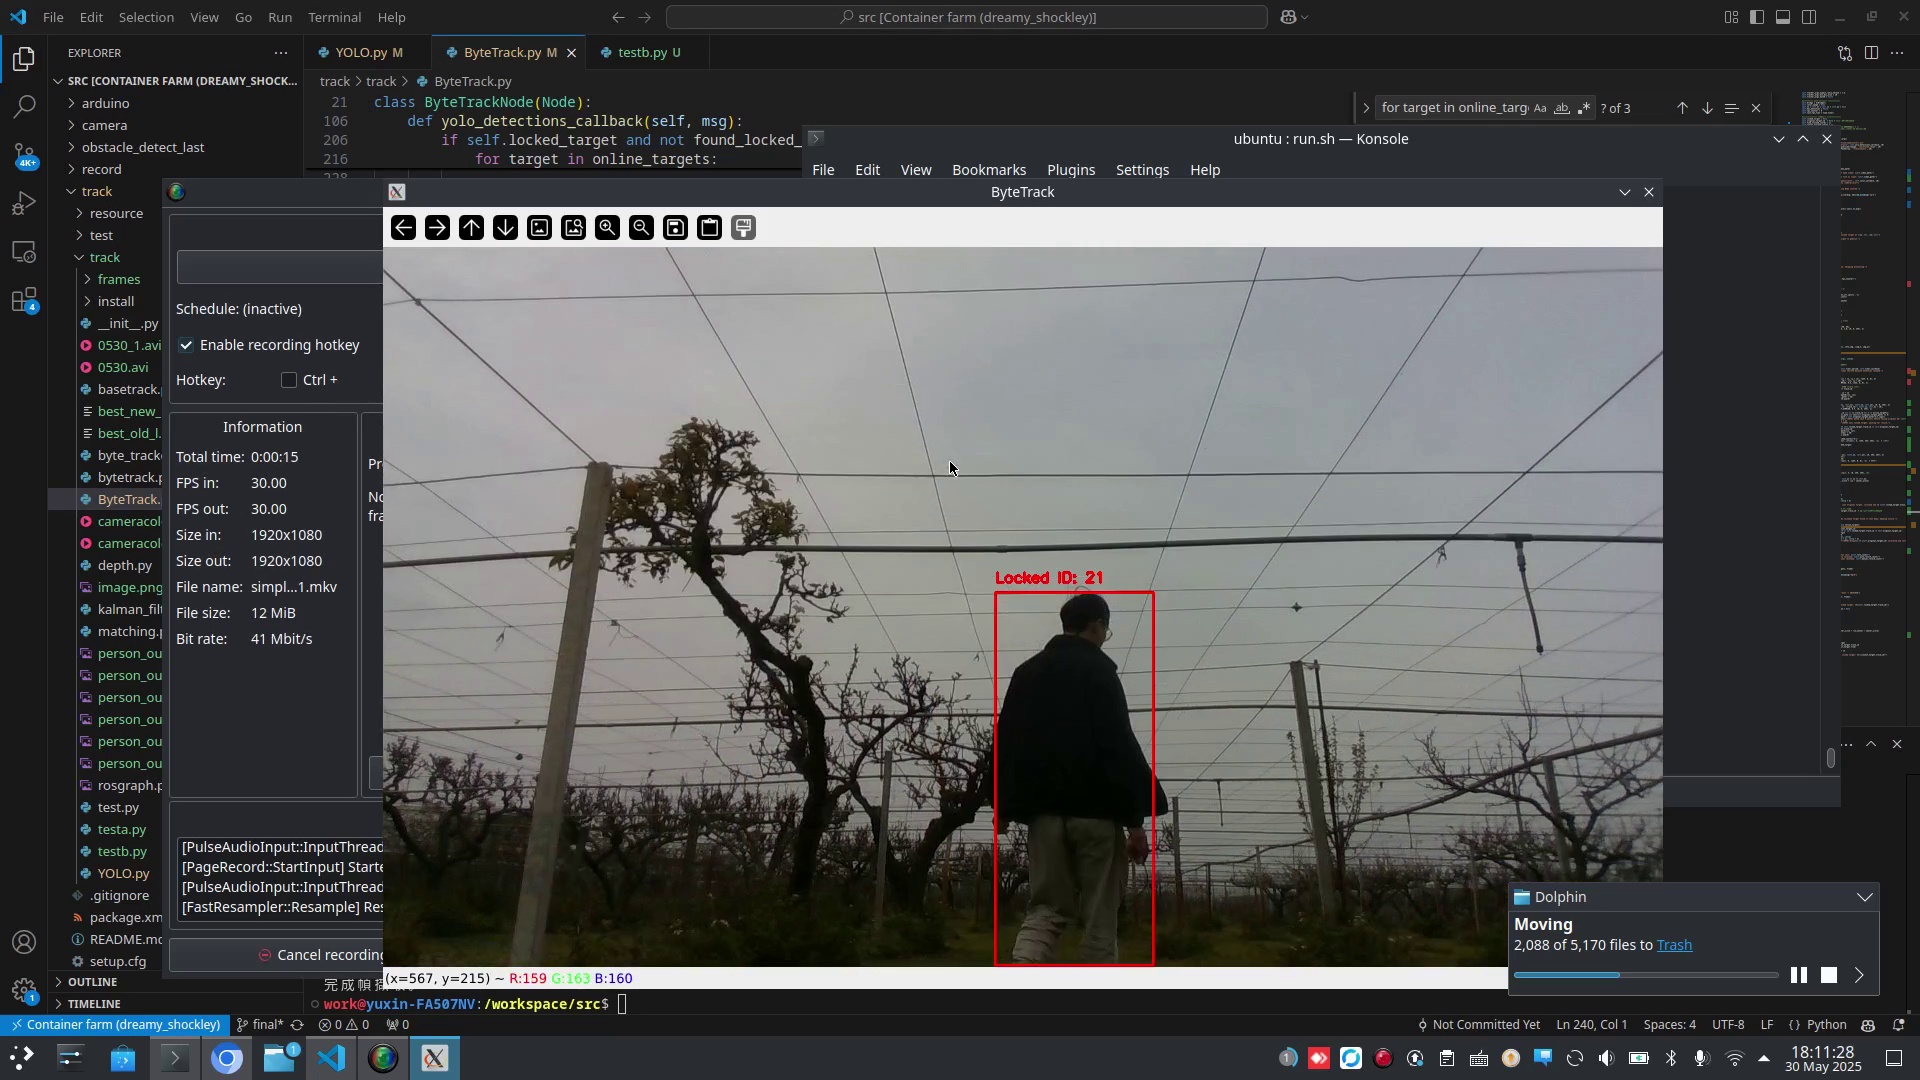 File Edit Selection View Go Run Terminal Help
src [Container farm (dreamy_shockley)]
EXPLORER
SRC [CONTAINER FARM (DREAMY_SHOCK...
arduino
camera
obstacle_detect_last
record
track
resource
test
track
frames
install
__init__.py
0530_1.avi
0530.avi
basetrack.
best_new_
best_old_l.
byte_track
bytetrack.p
ByteTrack.
cameracol
cameracol
depth.py
image.png
kalman_filt
matching.p
person_ou
person_ou
person_ou
person_ou
person_ou
person_ou
rosgraph.p
test.py
testa.py
testb.py
YOLO.py
.gitignore
package.xm
README.md
setup.cfg
OUTLINE
TIMELINE
YOLO.py M
ByteTrack.py M
testb.py U
track > track > ByteTrack.py
21 class ByteTrackNode(Node):
106 def yolo_detections_callback(self, msg):
206 if self.locked_target and not found_locked_
216 for target in online_targets:
for target in online_targ
Aa ab
? of 3
ubuntu : run.sh — Konsole
File Edit View Bookmarks Plugins Settings Help
Schedule: (inactive)
Enable recording hotkey
Hotkey: Ctrl +
Information
Total time: 0:00:15
FPS in: 30.00
FPS out: 30.00
Size in: 1920x1080
Size out: 1920x1080
File name: simpl...1.mkv
File size: 12 MiB
Bit rate: 41 Mbit/s
Pr
No
fra
[PulseAudioInput::InputThread
[PageRecord::StartInput] Starte
[PulseAudioInput::InputThread
[FastResampler::Resample] Res
Cancel recording
ByteTrack
Locked ID: 21
(x=567, y=215) ~ R:159 G:163 B:160
work@yuxin-FA507NV:/workspace/src$
Dolphin
Moving
2,088 of 5,170 files to Trash
4K+
4
1
Container farm (dreamy_shockley)
final*
0 0
0
Not Committed Yet
Ln 240, Col 1
Spaces: 4
UTF-8
LF
{} Python
1
1
18:11:28
30 May 2025